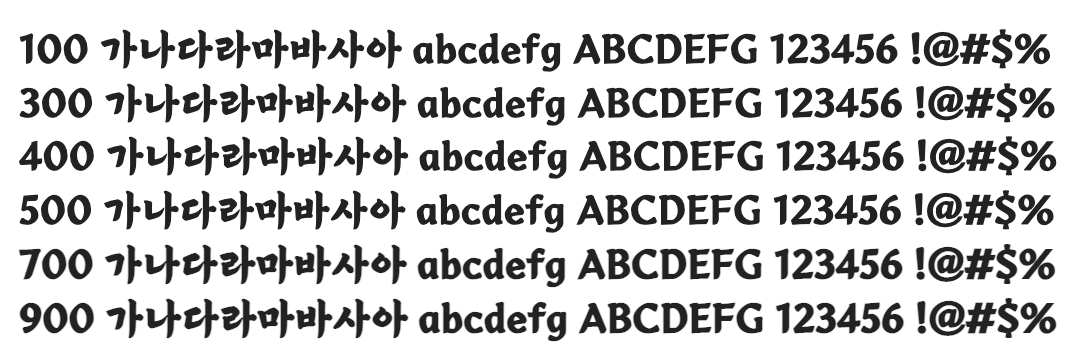 100 가나다라마바사아 abcdefg ABCDEFG 123456 !@#$%
300 가나다라마바사아 abcdefg ABCDEFG 123456 !@#$%
400 가나다라마바사아 abcdefg ABCDEFG 123456 !@#$%
500 가나다라마바사아 abcdefg ABCDEFG 123456 !@#$%
700 가나다라마바사아 abcdefg ABCDEFG 123456 !@#$%
900 가나다라마바사아 abcdefg ABCDEFG 123456 !@#$%